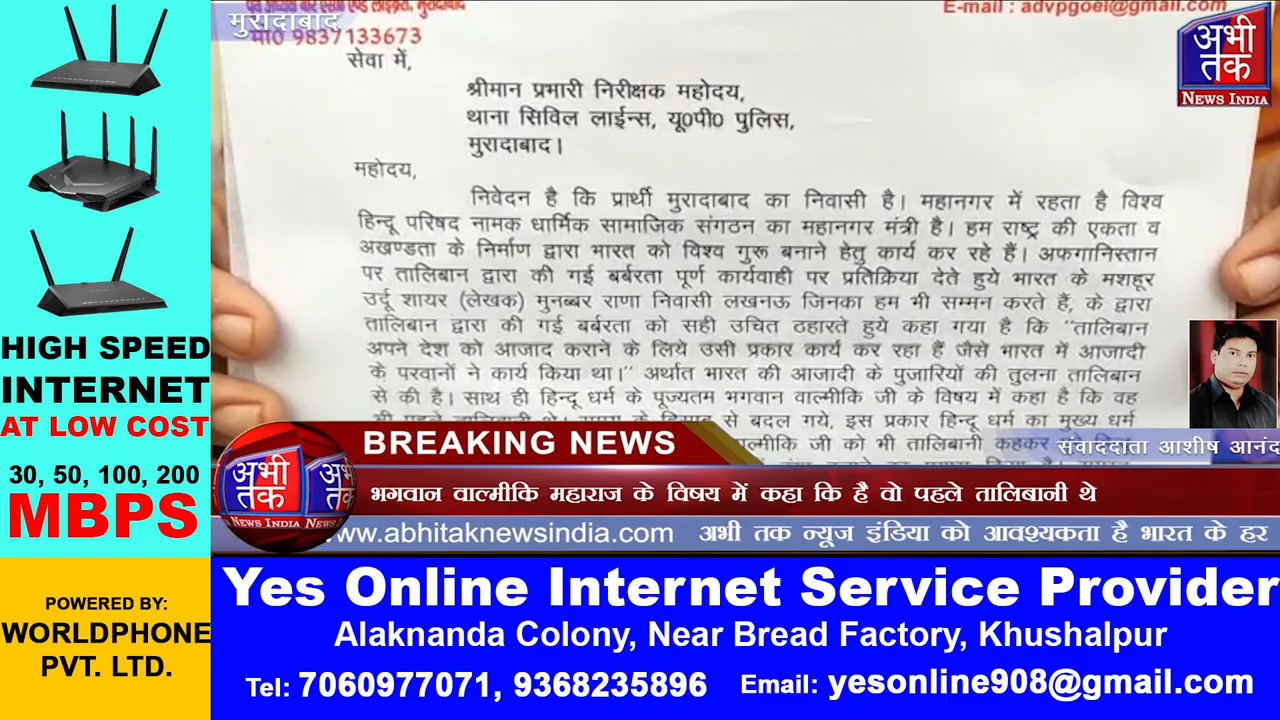 HIGH SPEED
INTERNET
AT LOW COST
30, 50, 100, 200
MBPS
POWERED BY:
WORLDPHONE
PVT. LTD.
मुरादाबाद
E-mail : advpgoel@gmail.com
मो0 9837133673
सेवा में,
श्रीमान प्रभारी निरीक्षक महोदय,
थाना सिविल लाईन्स, यू0पी0 पुलिस,
मुरादाबाद।
महोदय,
निवेदन है कि प्रार्थी मुरादाबाद का निवासी है। महानगर में रहता है विश्व
हिन्दू परिषद नामक धार्मिक सामाजिक संगठन का महानगर मंत्री है। हम राष्ट्र की एकता व
अखण्डता के निर्माण द्वारा भारत को विश्व गुरू बनाने हेतु कार्य कर रहे हैं। अफगानिस्तान
पर तालिबान द्वारा की गई बर्बरता पूर्ण कार्यवाही पर प्रतिक्रिया देते हुये भारत के मशहूर
उर्दू शायर (लेखक) मुनब्बर राणा निवासी लखनऊ जिनका हम भी सम्मन करते हैं, के द्वारा
तालिबान द्वारा की गई बर्बरता को सही उचित ठहारते हुये कहा गया है कि "तालिबान
अपने देश को आजाद कराने के लिये उसी प्रकार कार्य कर रहा हैं जैसे भारत में आजादी
के परवानों ने कार्य किया था।" अर्थात भारत की आजादी के पुजारियों की तुलना तालिबान
से की है। साथ ही हिन्दू धर्म के पूज्यतम भगवान वाल्मीकि जी के विषय में कहा है कि वह
से बदल गये, इस प्रकार हिन्दू धर्म का मुख्य धर्म
जी को भी तालिबानी कहकर
अभी
तक
NEWS INDIA
संवाददाता आशीष आनंद
BREAKING NEWS
अभी
तक
NEWS INDIA
भगवान वाल्मीकि महाराज के विषय में कहा कि है वो पहले तालिबानी थे
www.abhitaknewsindia.com अभी तक न्यूज इंडिया को आवश्यकता है भारत के हर
Yes Online Internet Service Provider
Alaknanda Colony, Near Bread Factory, Khushalpur
Tel: 7060977071, 9368235896 Email: yesonline908@gmail.com